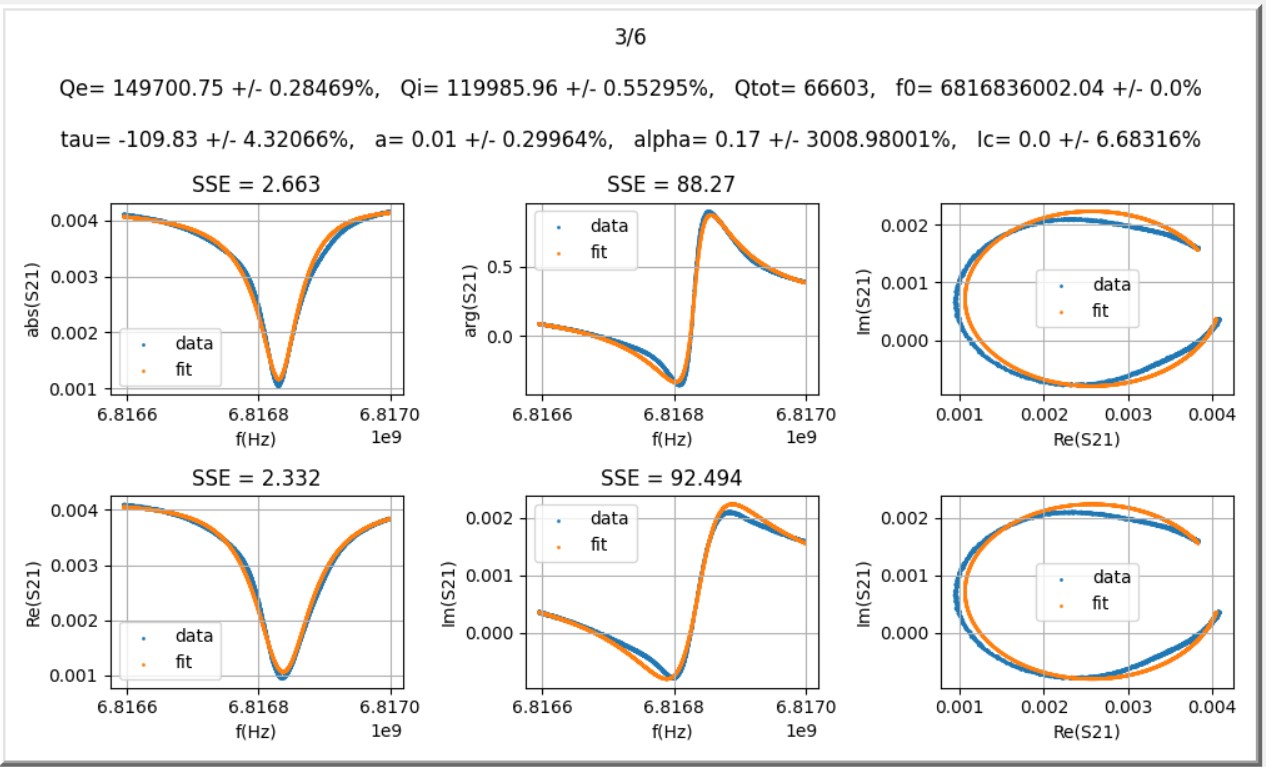 3/6
Qe= 149700.75 +/- 0.28469%, Qi= 119985.96 +/- 0.55295%, Qtot= 66603, f0= 6816836002.04 +/- 0.0%
tau= -109.83 +/- 4.32066%, a= 0.01 +/- 0.29964%, alpha= 0.17 +/- 3008.98001%, Ic= 0.0 +/- 6.68316%
SSE = 2.663
abs(S21)
0.004
0.003
0.002
0.001
data
fit
6.8166 6.8168 6.8170
1e9
f(Hz)
SSE = 88.27
arg(S21)
0.5
0.0
data
fit
6.8166 6.8168 6.8170
1e9
f(Hz)
Im(S21)
0.002
0.001
0.000
data
fit
0.001 0.002 0.003 0.004
Re(S21)
SSE = 2.332
Re(S21)
0.004
0.003
0.002
0.001
data
fit
6.8166 6.8168 6.8170
1e9
f(Hz)
SSE = 92.494
Im(S21)
0.002
0.001
0.000
data
fit
6.8166 6.8168 6.8170
1e9
f(Hz)
Im(S21)
0.002
0.001
0.000
data
fit
0.001 0.002 0.003 0.004
Re(S21)